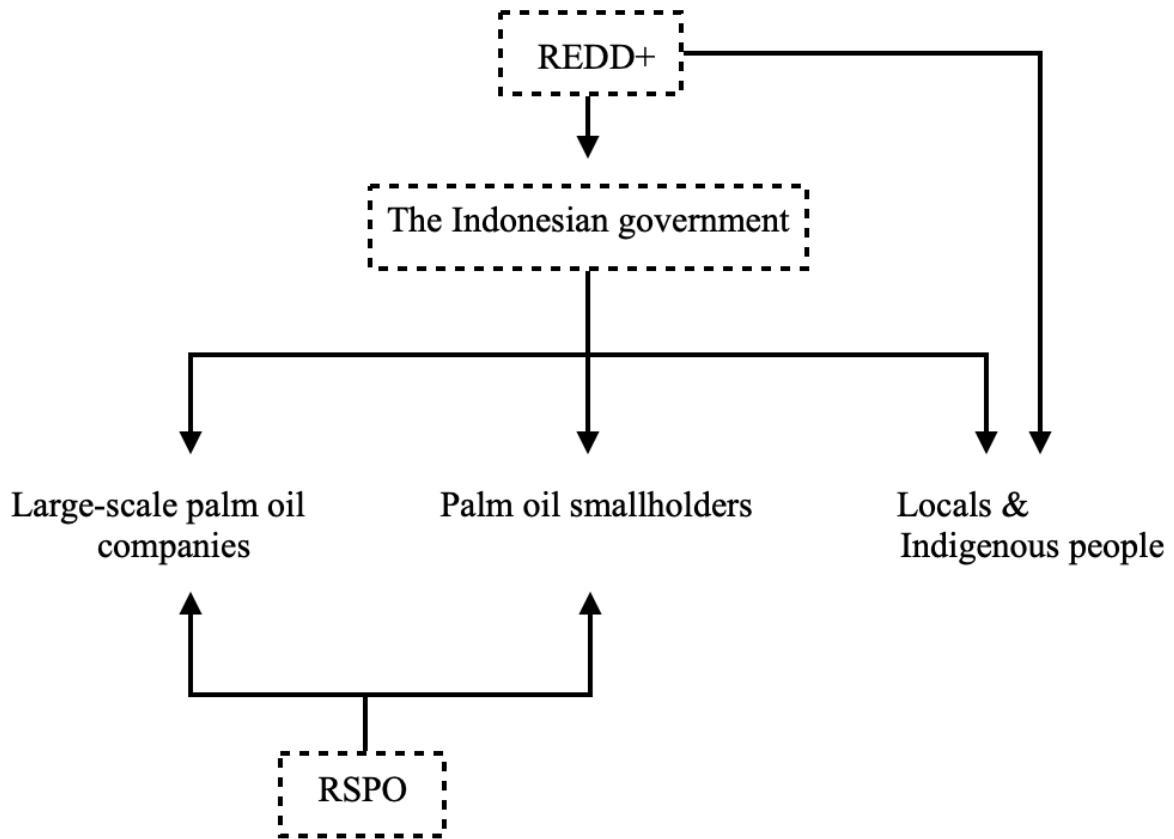 REDD+
The Indonesian government
Large-scale palm oil
companies
Palm oil smallholders
Locals &
Indigenous people
RSPO